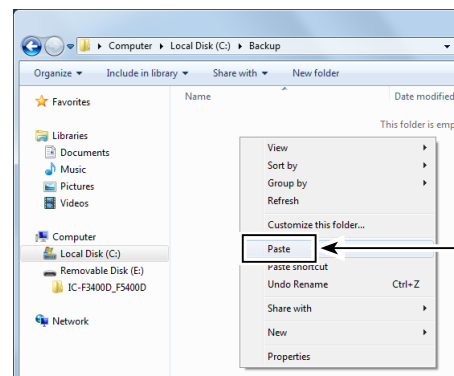 Computer Local Disk (C:) Backup
Organize Include in library Share with New folder
Favorites
Libraries
Documents
Music
Pictures
Videos
Computer
Local Disk (C:)
Removable Disk (E:)
IC-F3400D_F5400D
Network
Name Date modified
This folder is emp
View
Sort by
Group by
Refresh
Customize this folder...
Paste
Paste shortcut
Undo Rename Ctrl+Z
Share with
New
Properties